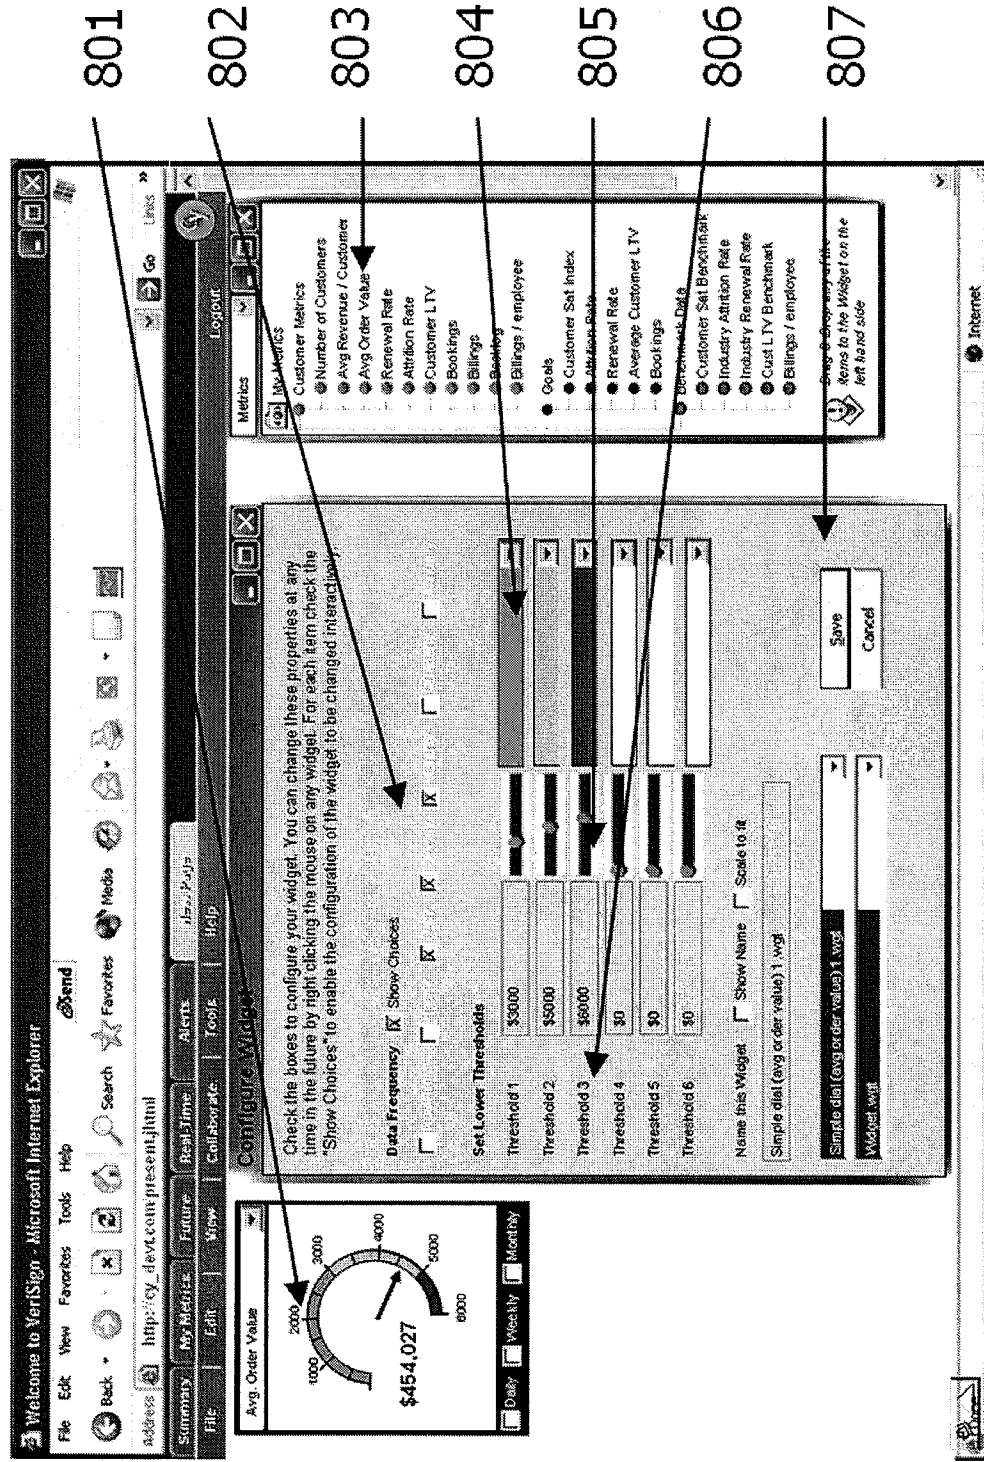 801
802
803
804
805
806
807
Welcome to VeriSign - Microsoft Internet Explorer
File Edit View Favorites Tools Help
Send
Back Search Favorites Media
Address http://cy_devt.com/present.jhtml Go Links »
Summary My Metrics Future Real-Time Alerts
File Edit View Collaborate Tools Help Logout
Avg. Order Value
1000
2000
3000
4000
5000
6000
$454,027
Daily Weekly Monthly
Configure Widget
Check the boxes to configure your widget. You can change these properties at any
time in the future by right clicking the mouse on any widget. For each item check the
"Show Choices" to enable the configuration of the widget to be changed interactively
Data Frequency Show Choices
Set Lower Thresholds
Threshold 1 $3000
Threshold 2 $5000
Threshold 3 $6000
Threshold 4 $0
Threshold 5 $0
Threshold 6 $0
Name this Widget Show Name Scale to fit
Simple dial (avg order value) 1.wgt
Simple dial (avg order value) 1.wgt
Widget.wgt
Save
Cancel
Metrics
My Metrics
Customer Metrics
Number of Customers
Avg Revenue / Customer
Avg Order Value
Renewal Rate
Attrition Rate
Customer LTV
Bookings
Billings
Backlog
Billings / employee
Goals
Customer Sat Index
Attrition Rate
Renewal Rate
Average Customer LTV
Bookings
Benchmark Data
Customer Sat Benchmark
Industry Attrition Rate
Industry Renewal Rate
Cust LTV Benchmark
Billings / employee
Drag & Drop any of the
items to the Widget on the
left hand side
Internet